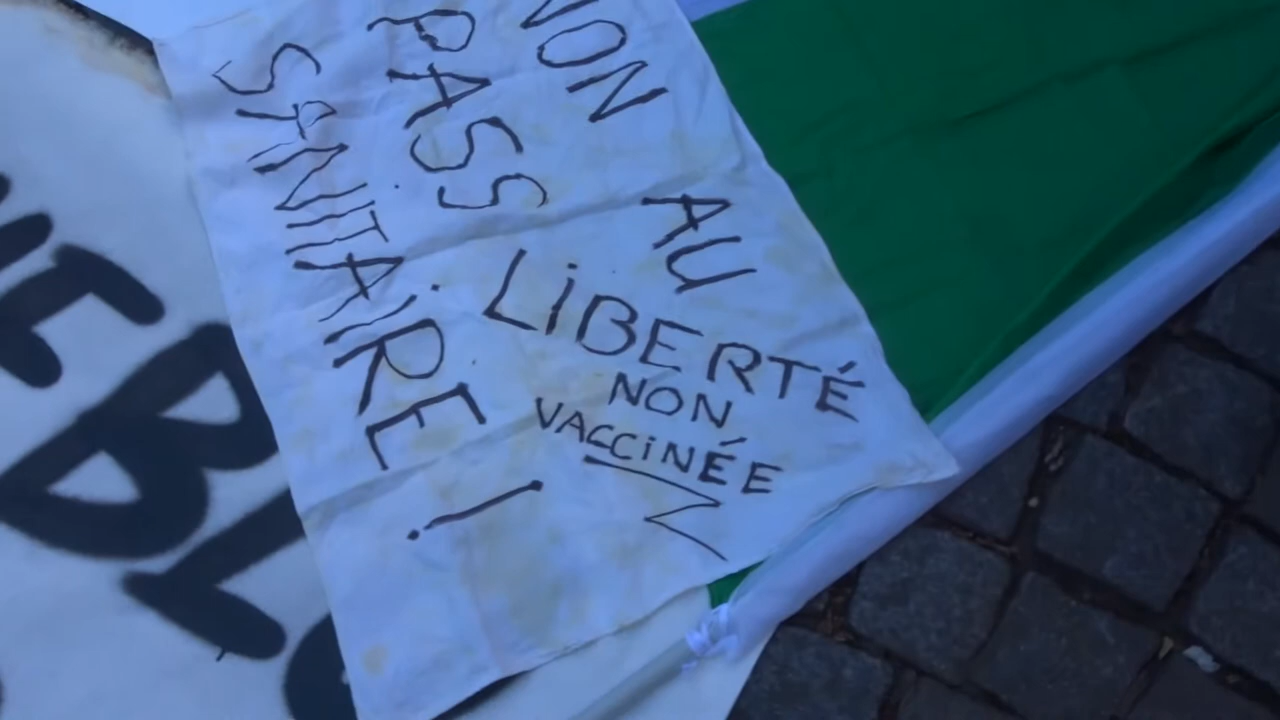 NON AU
PASS
SANITAIRE !
LIBERTÉ
NON
VACCINÉE